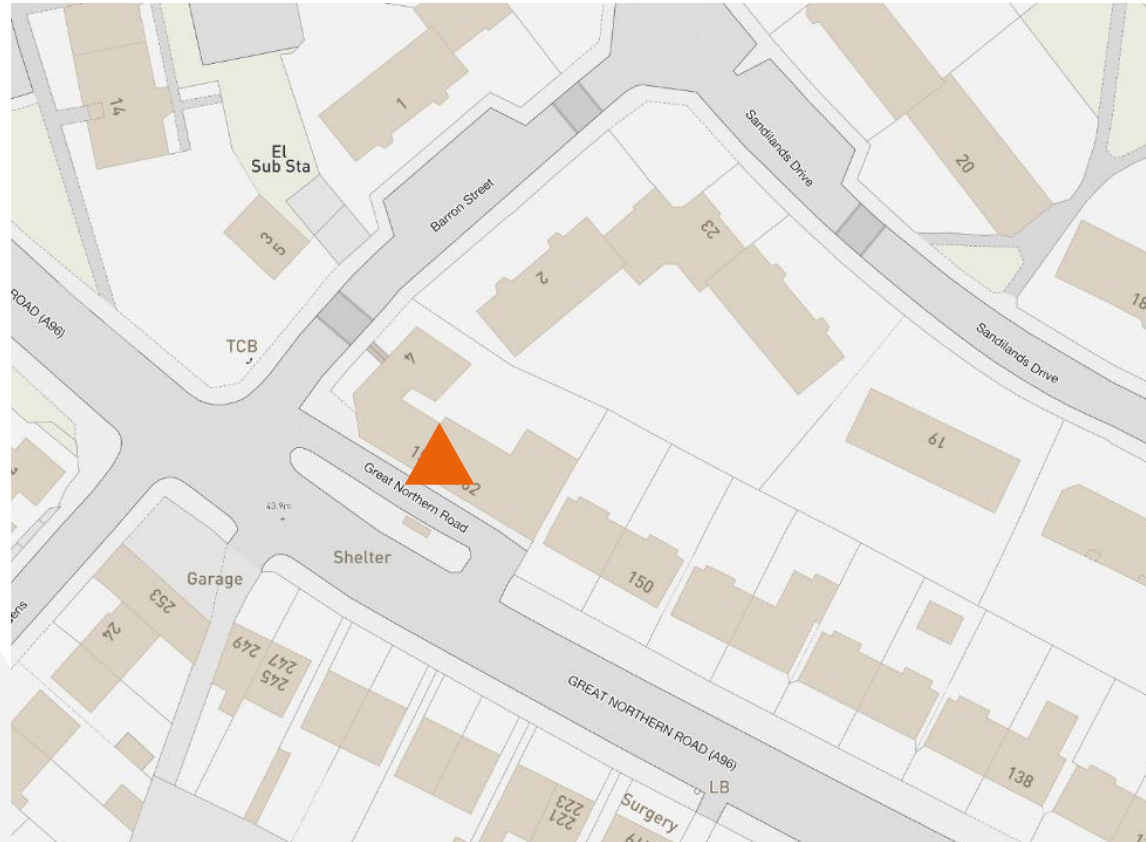 14
1
El
Sub Sta
53
Barron Street
Sandilands Drive
20
23
2
18
ROAD (A96)
TCB
4
Sandilands Drive
19
Great Northern Road
43.9m
Shelter
150
Garage
253
24
249
247
245
GREAT NORTHERN ROAD (A96)
138
LB
223
221
Surgery